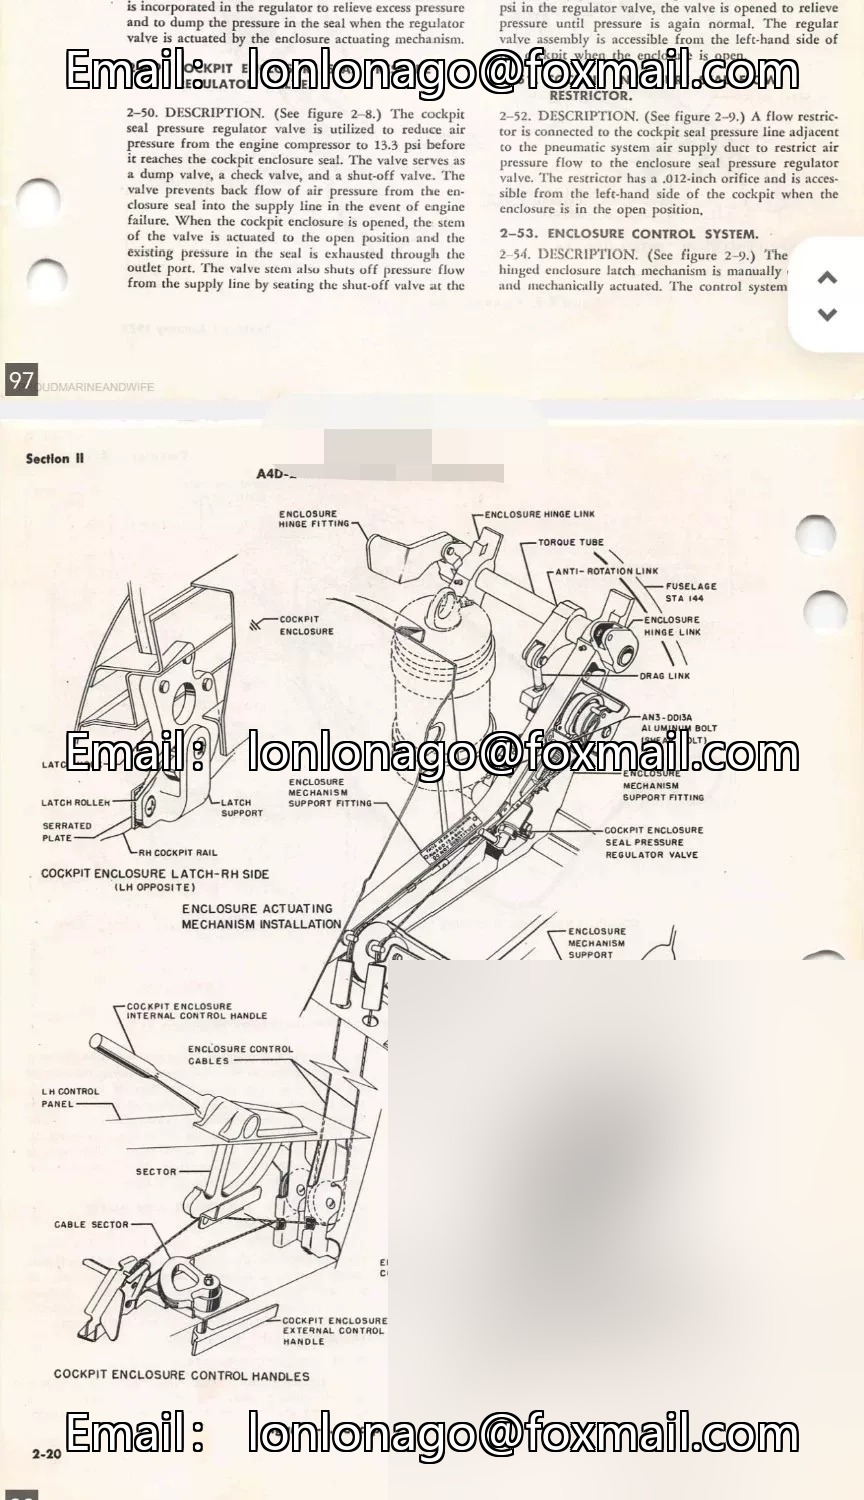 is incorporated in the regulator to relieve excess pressure
and to dump the pressure in the seal when the regulator
valve is actuated by the enclosure actuating mechanism.
Email: lonlonago@foxmail.com
2-50. DESCRIPTION. (See figure 2-8.) The cockpit
seal pressure regulator valve is utilized to reduce air
pressure from the engine compressor to 13.3 psi before
it reaches the cockpit enclosure seal. The valve serves as
a dump valve, a check valve, and a shut-off valve. The
valve prevents back flow of air pressure from the en-
closure seal into the supply line in the event of engine
failure. When the cockpit enclosure is opened, the stem
of the valve is actuated to the open position and the
existing pressure in the seal is exhausted through the
outlet port. The valve stem also shuts off pressure flow
from the supply line by seating the shut-off valve at the
psi in the regulator valve, the valve is opened to relieve
pressure until pressure is again normal. The regular
valve assembly is accessible from the left-hand side of
when the enclosure is open.
RESTRICTOR.
2-52. DESCRIPTION. (See figure 2-9.) A flow restric-
tor is connected to the cockpit seal pressure line adjacent
to the pneumatic system air supply duct to restrict air
pressure flow to the enclosure seal pressure regulator
valve. The restrictor has a .012-inch orifice and is acces-
sible from the left-hand side of the cockpit when the
enclosure is in the open position.
2-53. ENCLOSURE CONTROL SYSTEM.
2-54. DESCRIPTION. (See figure 2-9.) The
hinged enclosure latch mechanism is manually
and mechanically actuated. The control system
97
OUDMARINEANDWIFE
Section II
A4D-
ENCLOSURE
HINGE FITTING
ENCLOSURE HINGE LINK
TORQUE TUBE
ANTI-ROTATION LINK
FUSELAGE
STA 144
COCKPIT
ENCLOSURE
ENCLOSURE
HINGE LINK
DRAG LINK
AN3-DD13A
ALUMINUM BOLT
Email: lonlonago@foxmail.com
ENCLOSURE
MECHANISM
SUPPORT FITTING
ENCLOSURE
MECHANISM
SUPPORT FITTING
LATCH ROLLER
LATCH
SUPPORT
SERRATED
PLATE
RH COCKPIT RAIL
COCKPIT ENCLOSURE
SEAL PRESSURE
REGULATOR VALVE
COCKPIT ENCLOSURE LATCH-RH SIDE
(LH OPPOSITE)
ENCLOSURE ACTUATING
MECHANISM INSTALLATION
ENCLOSURE
MECHANISM
SUPPORT
COCKPIT ENCLOSURE
INTERNAL CONTROL HANDLE
ENCLOSURE CONTROL
CABLES
LH CONTROL
PANEL
SECTOR
CABLE SECTOR
COCKPIT ENCLOSURE
EXTERNAL CONTROL
HANDLE
COCKPIT ENCLOSURE CONTROL HANDLES
Email: lonlonago@foxmail.com
2-20